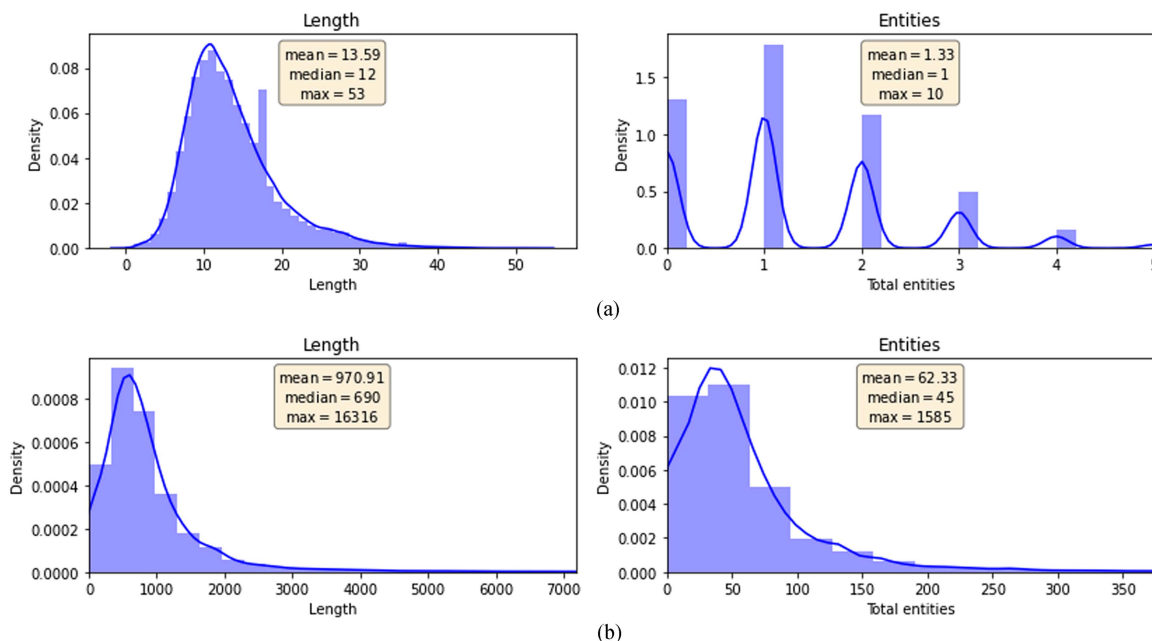 Length
mean = 13.59
median = 12
max = 53
Density
0.08
0.06
0.04
0.02
0.00
0 10 20 30 40 50
Length
Entities
mean = 1.33
median = 1
max = 10
Density
1.5
1.0
0.5
0.0
0 1 2 3 4
Total entities
(a)
Length
mean = 970.91
median = 690
max = 16316
Density
0.0008
0.0006
0.0004
0.0002
0.0000
0 1000 2000 3000 4000 5000 6000 7000
Length
Entities
mean = 62.33
median = 45
max = 1585
Density
0.012
0.010
0.008
0.006
0.004
0.002
0.000
0 50 100 150 200 250 300 350
Total entities
(b)